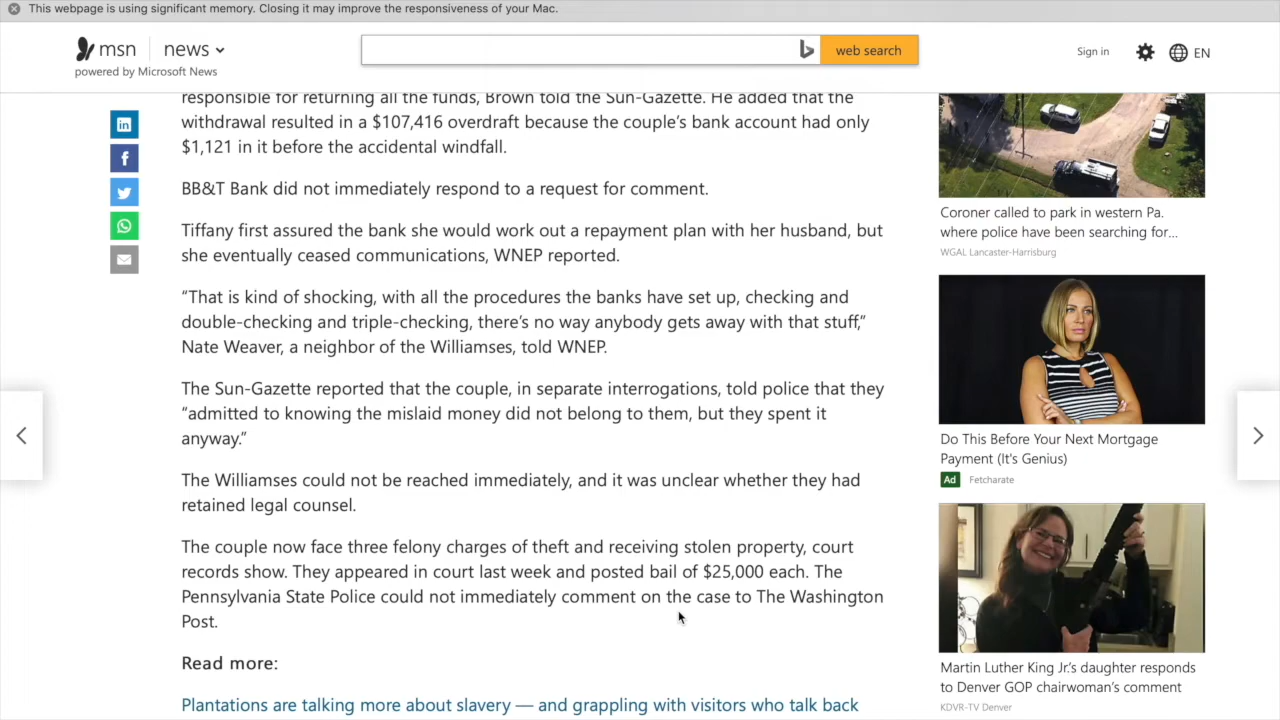 This webpage is using significant memory. Closing it may improve the responsiveness of your Mac.
msn news
powered by Microsoft News
web search
Sign in
EN
responsible for returning all the funds, Brown told the Sun-Gazette. He added that the
withdrawal resulted in a $107,416 overdraft because the couple's bank account had only
$1,121 in it before the accidental windfall.
BB&T Bank did not immediately respond to a request for comment.
Tiffany first assured the bank she would work out a repayment plan with her husband, but
she eventually ceased communications, WNEP reported.
“That is kind of shocking, with all the procedures the banks have set up, checking and
double-checking and triple-checking, there’s no way anybody gets away with that stuff,”
Nate Weaver, a neighbor of the Williamses, told WNEP.
The Sun-Gazette reported that the couple, in separate interrogations, told police that they
“admitted to knowing the mislaid money did not belong to them, but they spent it
anyway.”
The Williamses could not be reached immediately, and it was unclear whether they had
retained legal counsel.
The couple now face three felony charges of theft and receiving stolen property, court
records show. They appeared in court last week and posted bail of $25,000 each. The
Pennsylvania State Police could not immediately comment on the case to The Washington
Post.
Read more:
Plantations are talking more about slavery — and grappling with visitors who talk back
Coroner called to park in western Pa.
where police have been searching for...
WGAL Lancaster-Harrisburg
Do This Before Your Next Mortgage
Payment (It's Genius)
Ad Fetcharate
Martin Luther King Jr.'s daughter responds
to Denver GOP chairwoman's comment
KDVR-TV Denver